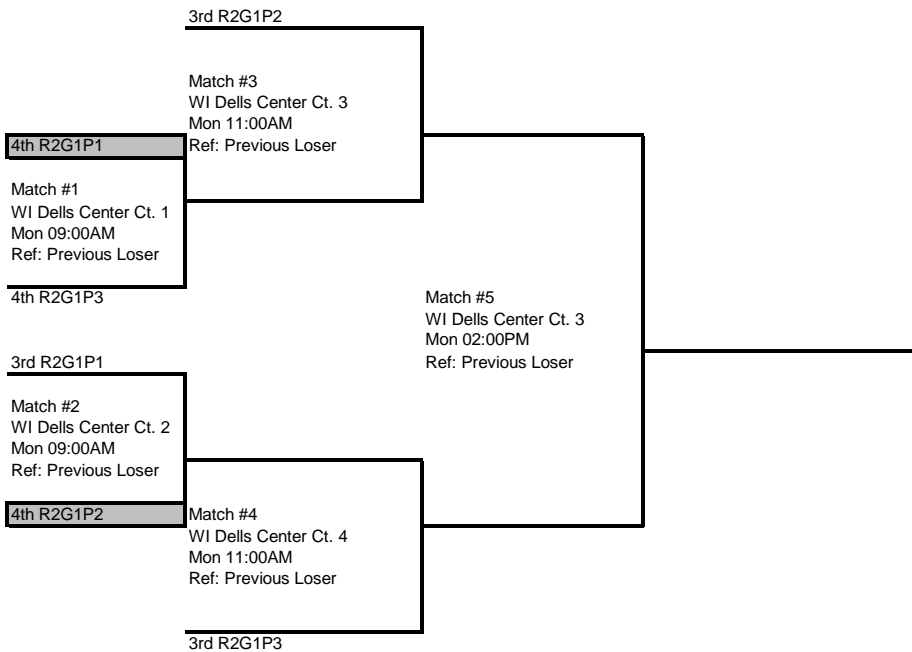 3rd R2G1P2
Match #3
WI Dells Center Ct. 3
Mon 11:00AM
Ref: Previous Loser
4th R2G1P1
Match #1
WI Dells Center Ct. 1
Mon 09:00AM
Ref: Previous Loser
4th R2G1P3
Match #5
WI Dells Center Ct. 3
Mon 02:00PM
Ref: Previous Loser
3rd R2G1P1
Match #2
WI Dells Center Ct. 2
Mon 09:00AM
Ref: Previous Loser
4th R2G1P2
Match #4
WI Dells Center Ct. 4
Mon 11:00AM
Ref: Previous Loser
3rd R2G1P3